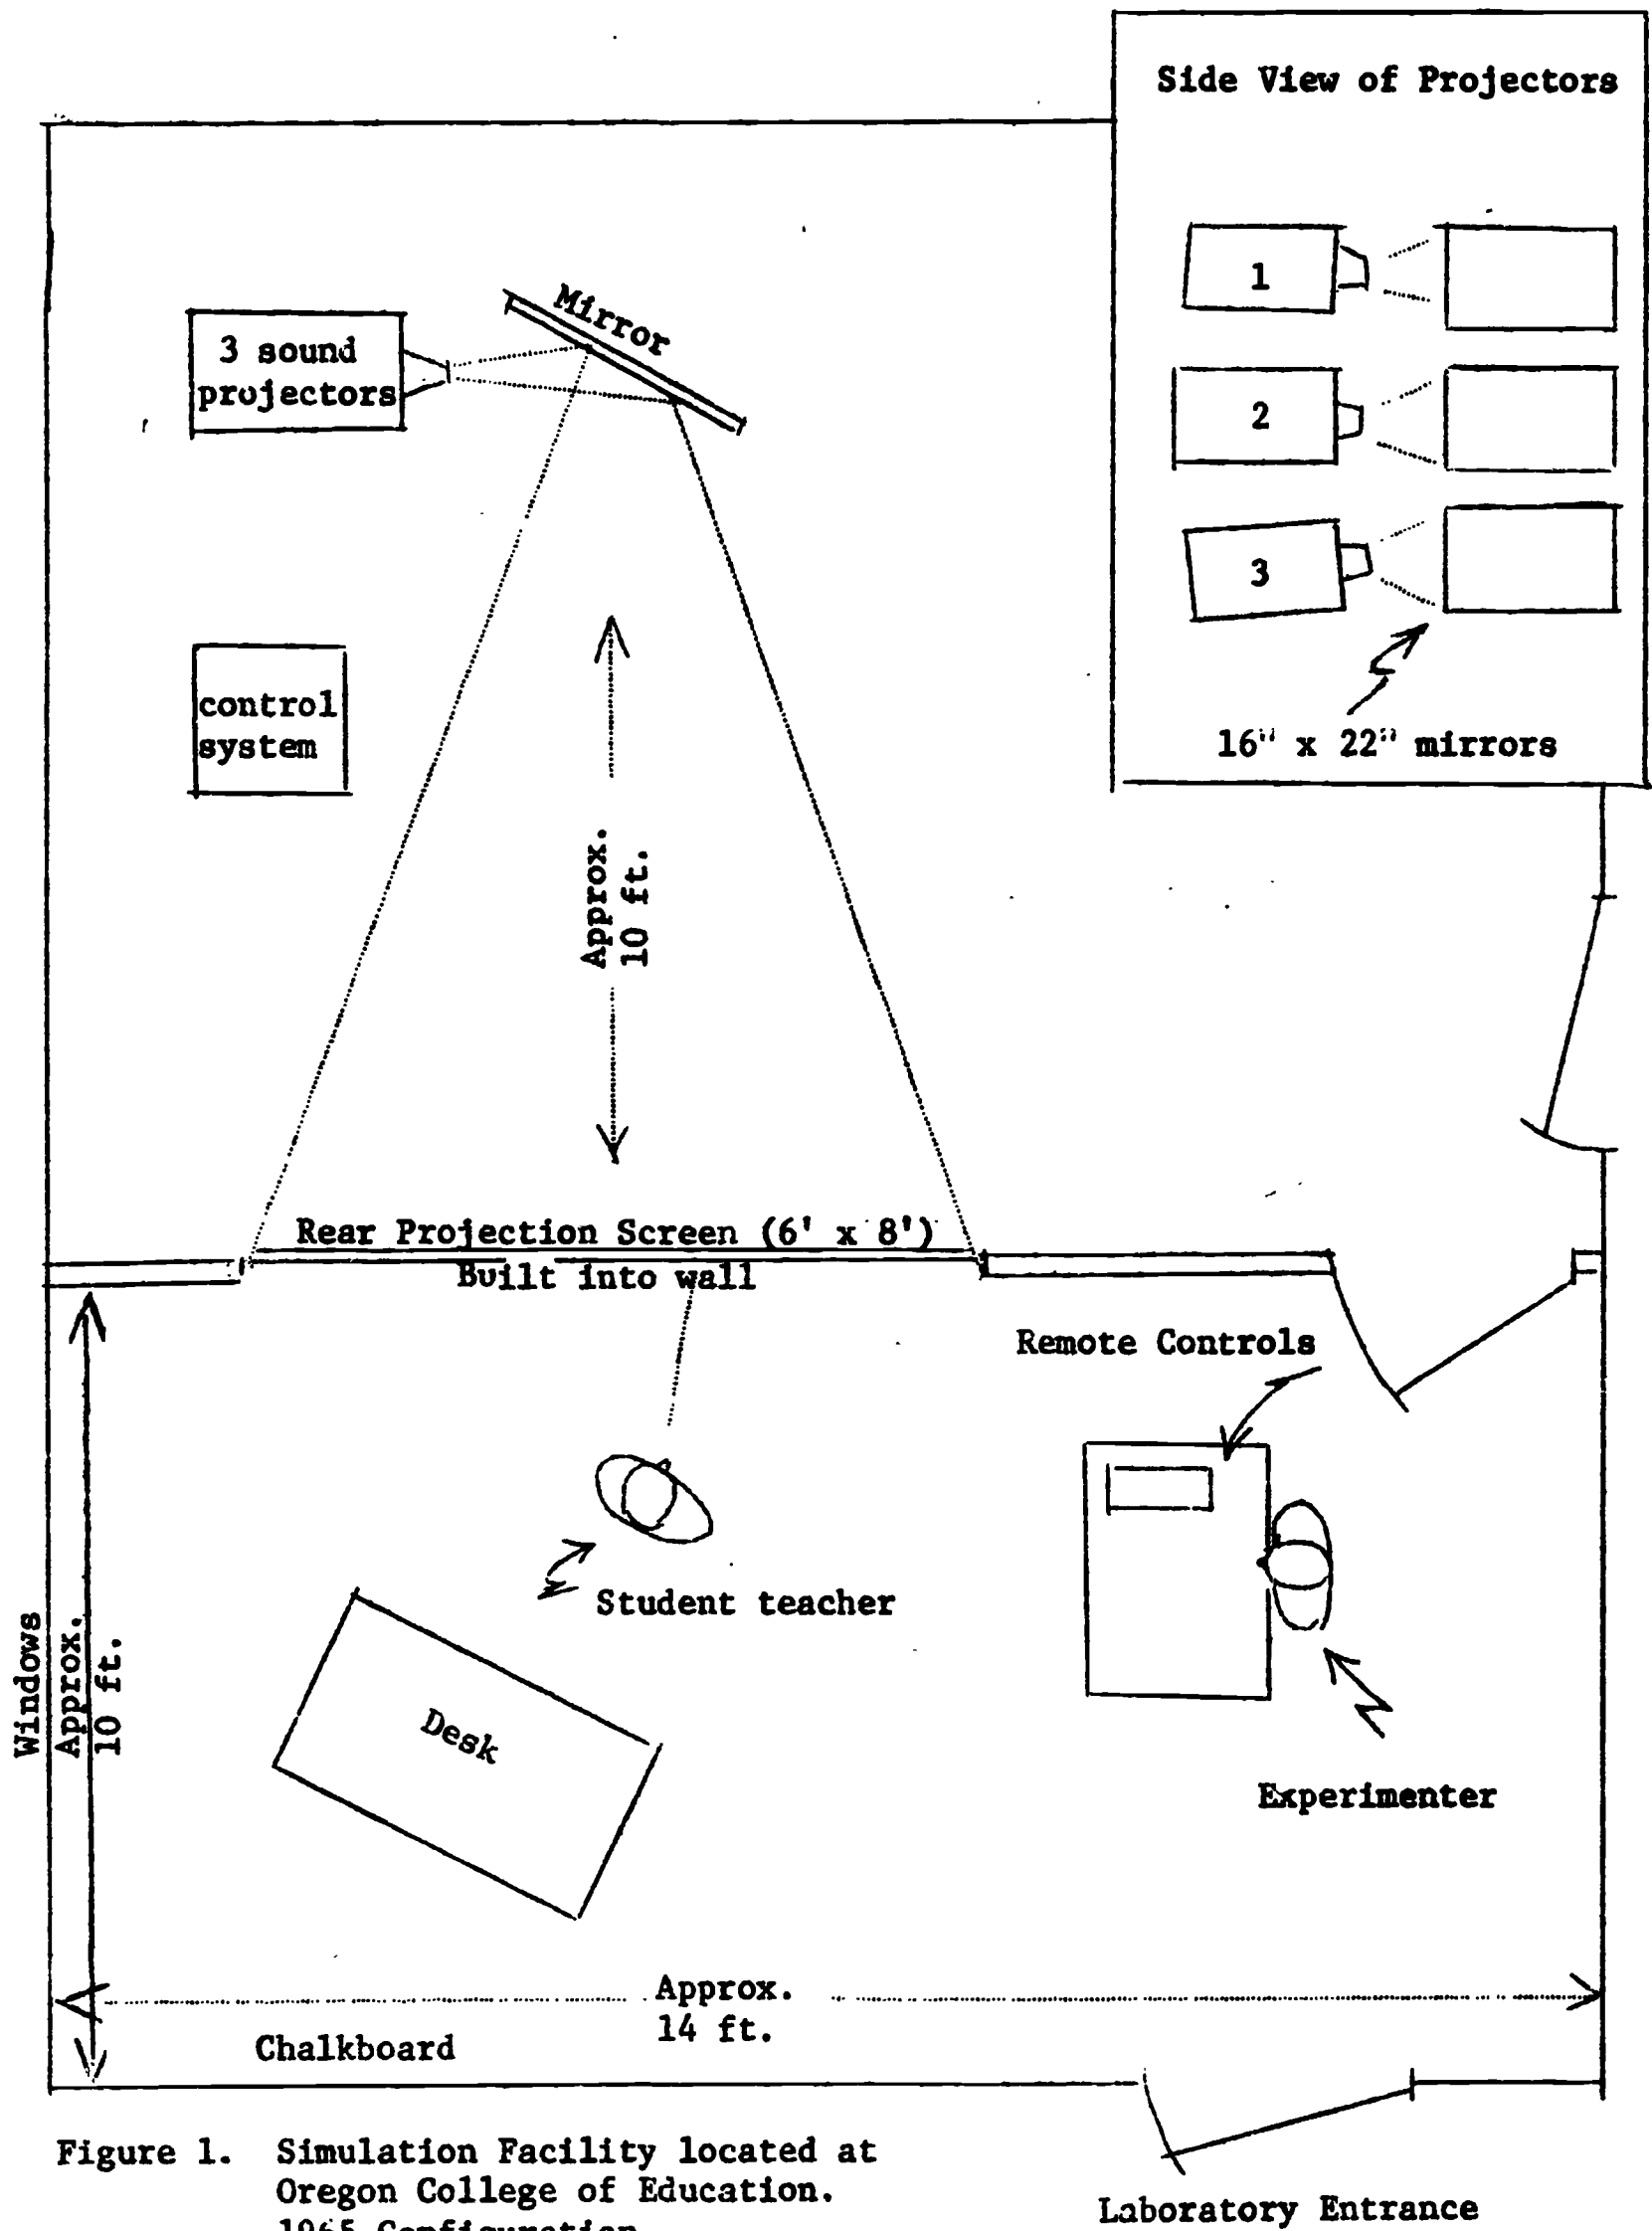 Side View of Projectors
1
2
3
16" x 22" mirrors
Mirror
3 sound
projectors
control
system
Approx.
10 ft.
Rear Projection Screen (6' x 8')
Built into wall
Remote Controls
Student teacher
Desk
Experimenter
Windows
Approx.
10 ft.
Approx.
14 ft.
Chalkboard
Figure 1. Simulation Facility located at
Oregon College of Education.
1965 Configuration
Laboratory Entrance